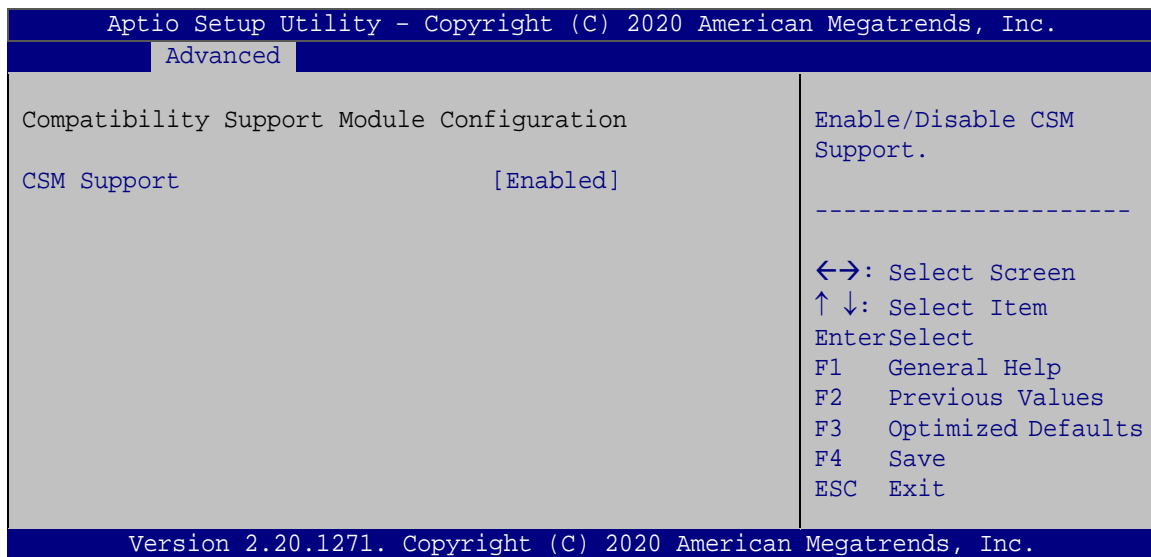 Aptio Setup Utility – Copyright (C) 2020 American Megatrends, Inc.
Advanced
Compatibility Support Module Configuration
CSM Support [Enabled]
Enable/Disable CSM
Support.
----------------------
←→: Select Screen
↑ ↓: Select Item
EnterSelect
F1 General Help
F2 Previous Values
F3 Optimized Defaults
F4 Save
ESC Exit
Version 2.20.1271. Copyright (C) 2020 American Megatrends, Inc.